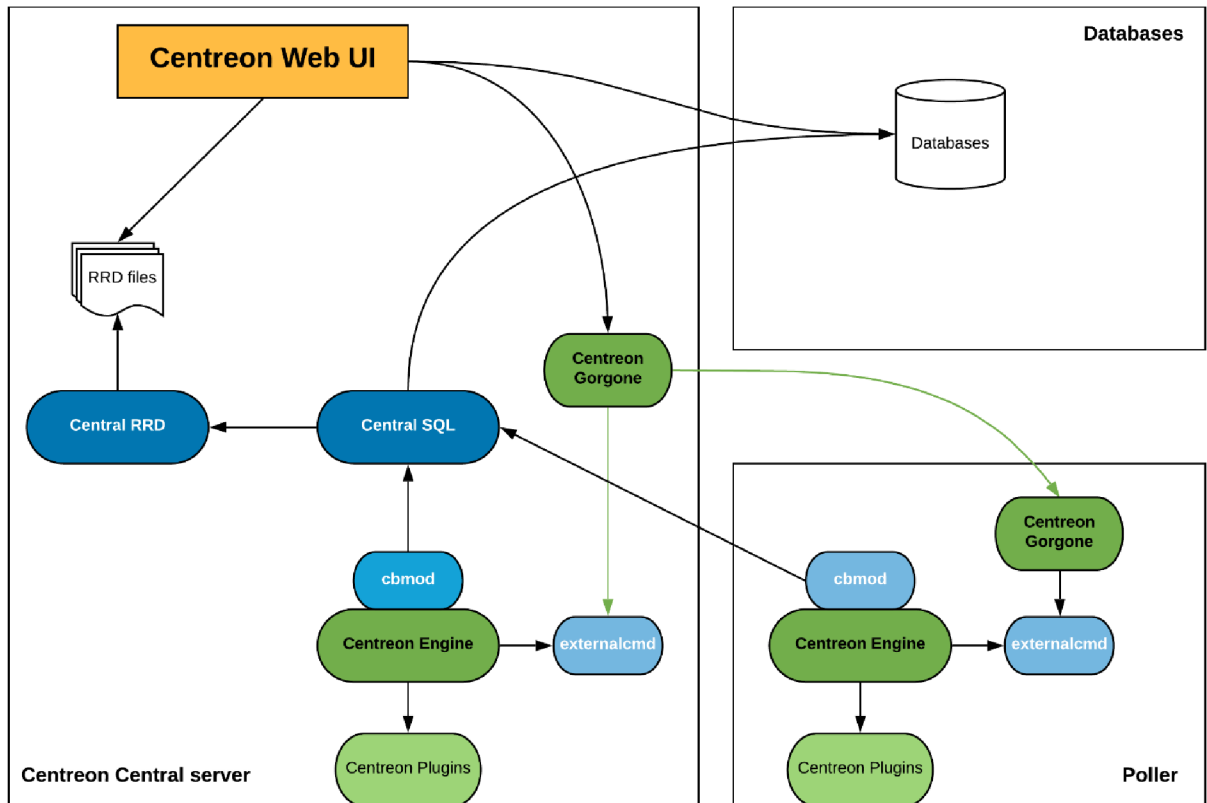 Centreon Web UI
Databases
Databases
RRD files
Centreon
Gorgone
Central RRD
Central SQL
Centreon
Gorgone
cbmod
cbmod
Centreon Engine
externalcmd
Centreon Engine
externalcmd
Centreon Plugins
Centreon Plugins
Centreon Central server
Poller